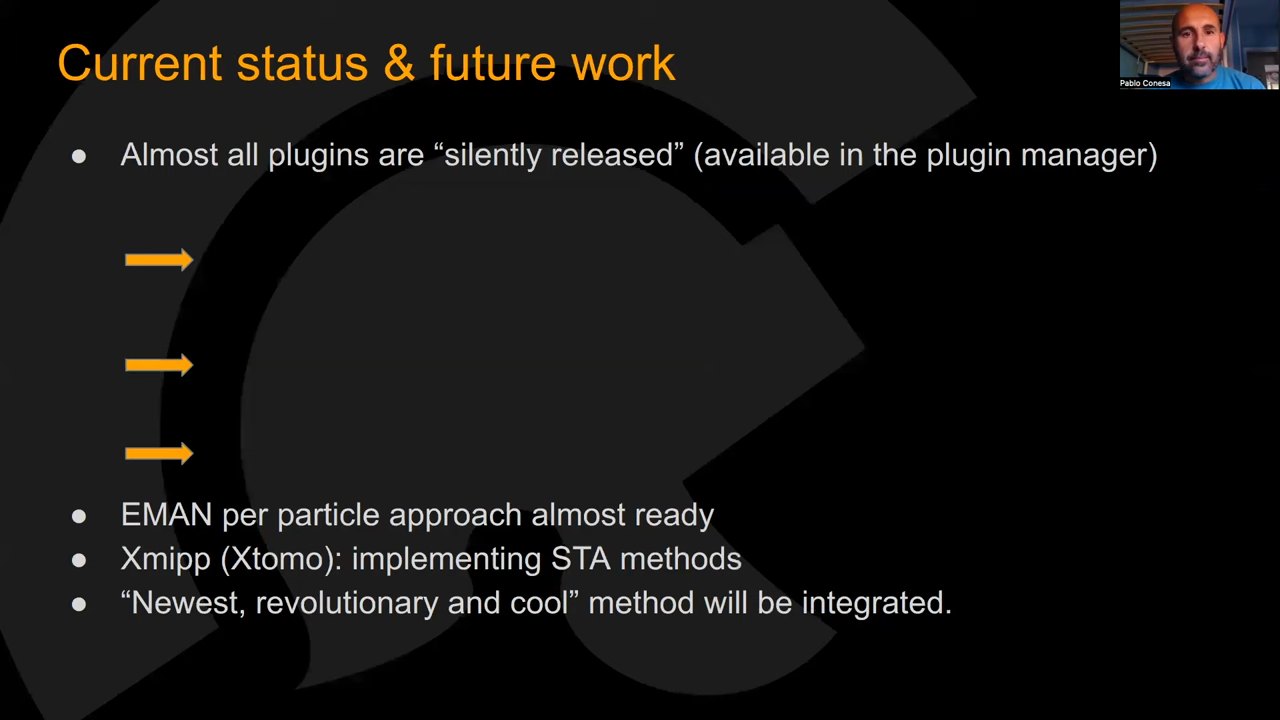 Current status & future work
Pablo Conesa
● Almost all plugins are “silently released” (available in the plugin manager)
● EMAN per particle approach almost ready
● Xmipp (Xtomo): implementing STA methods
● “Newest, revolutionary and cool” method will be integrated.